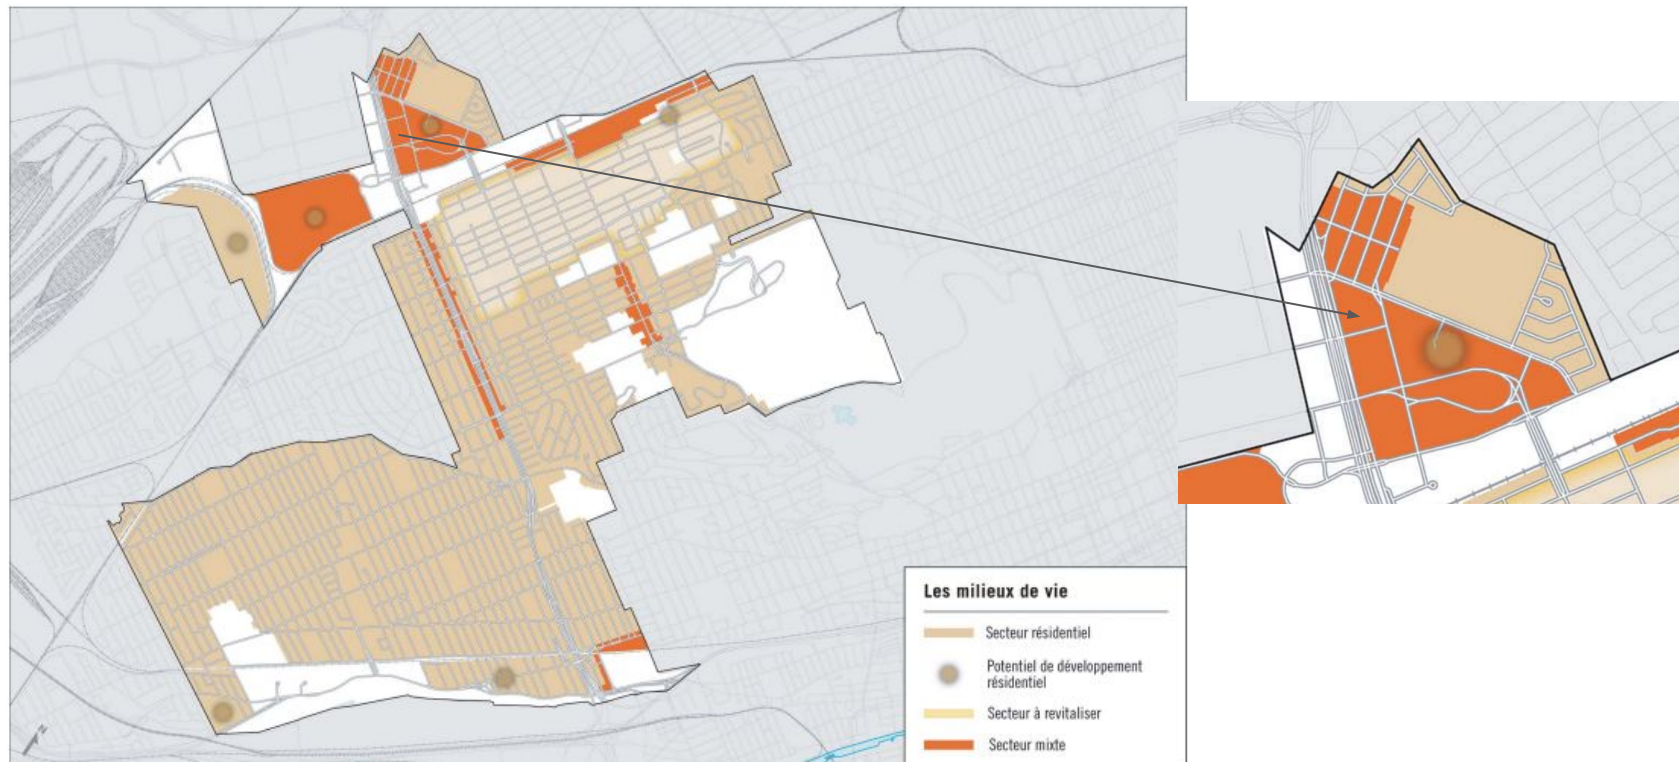 Les milieux de vie
Secteur résidentiel
Potentiel de développement
résidentiel
Secteur à revitaliser
Secteur mixte
N